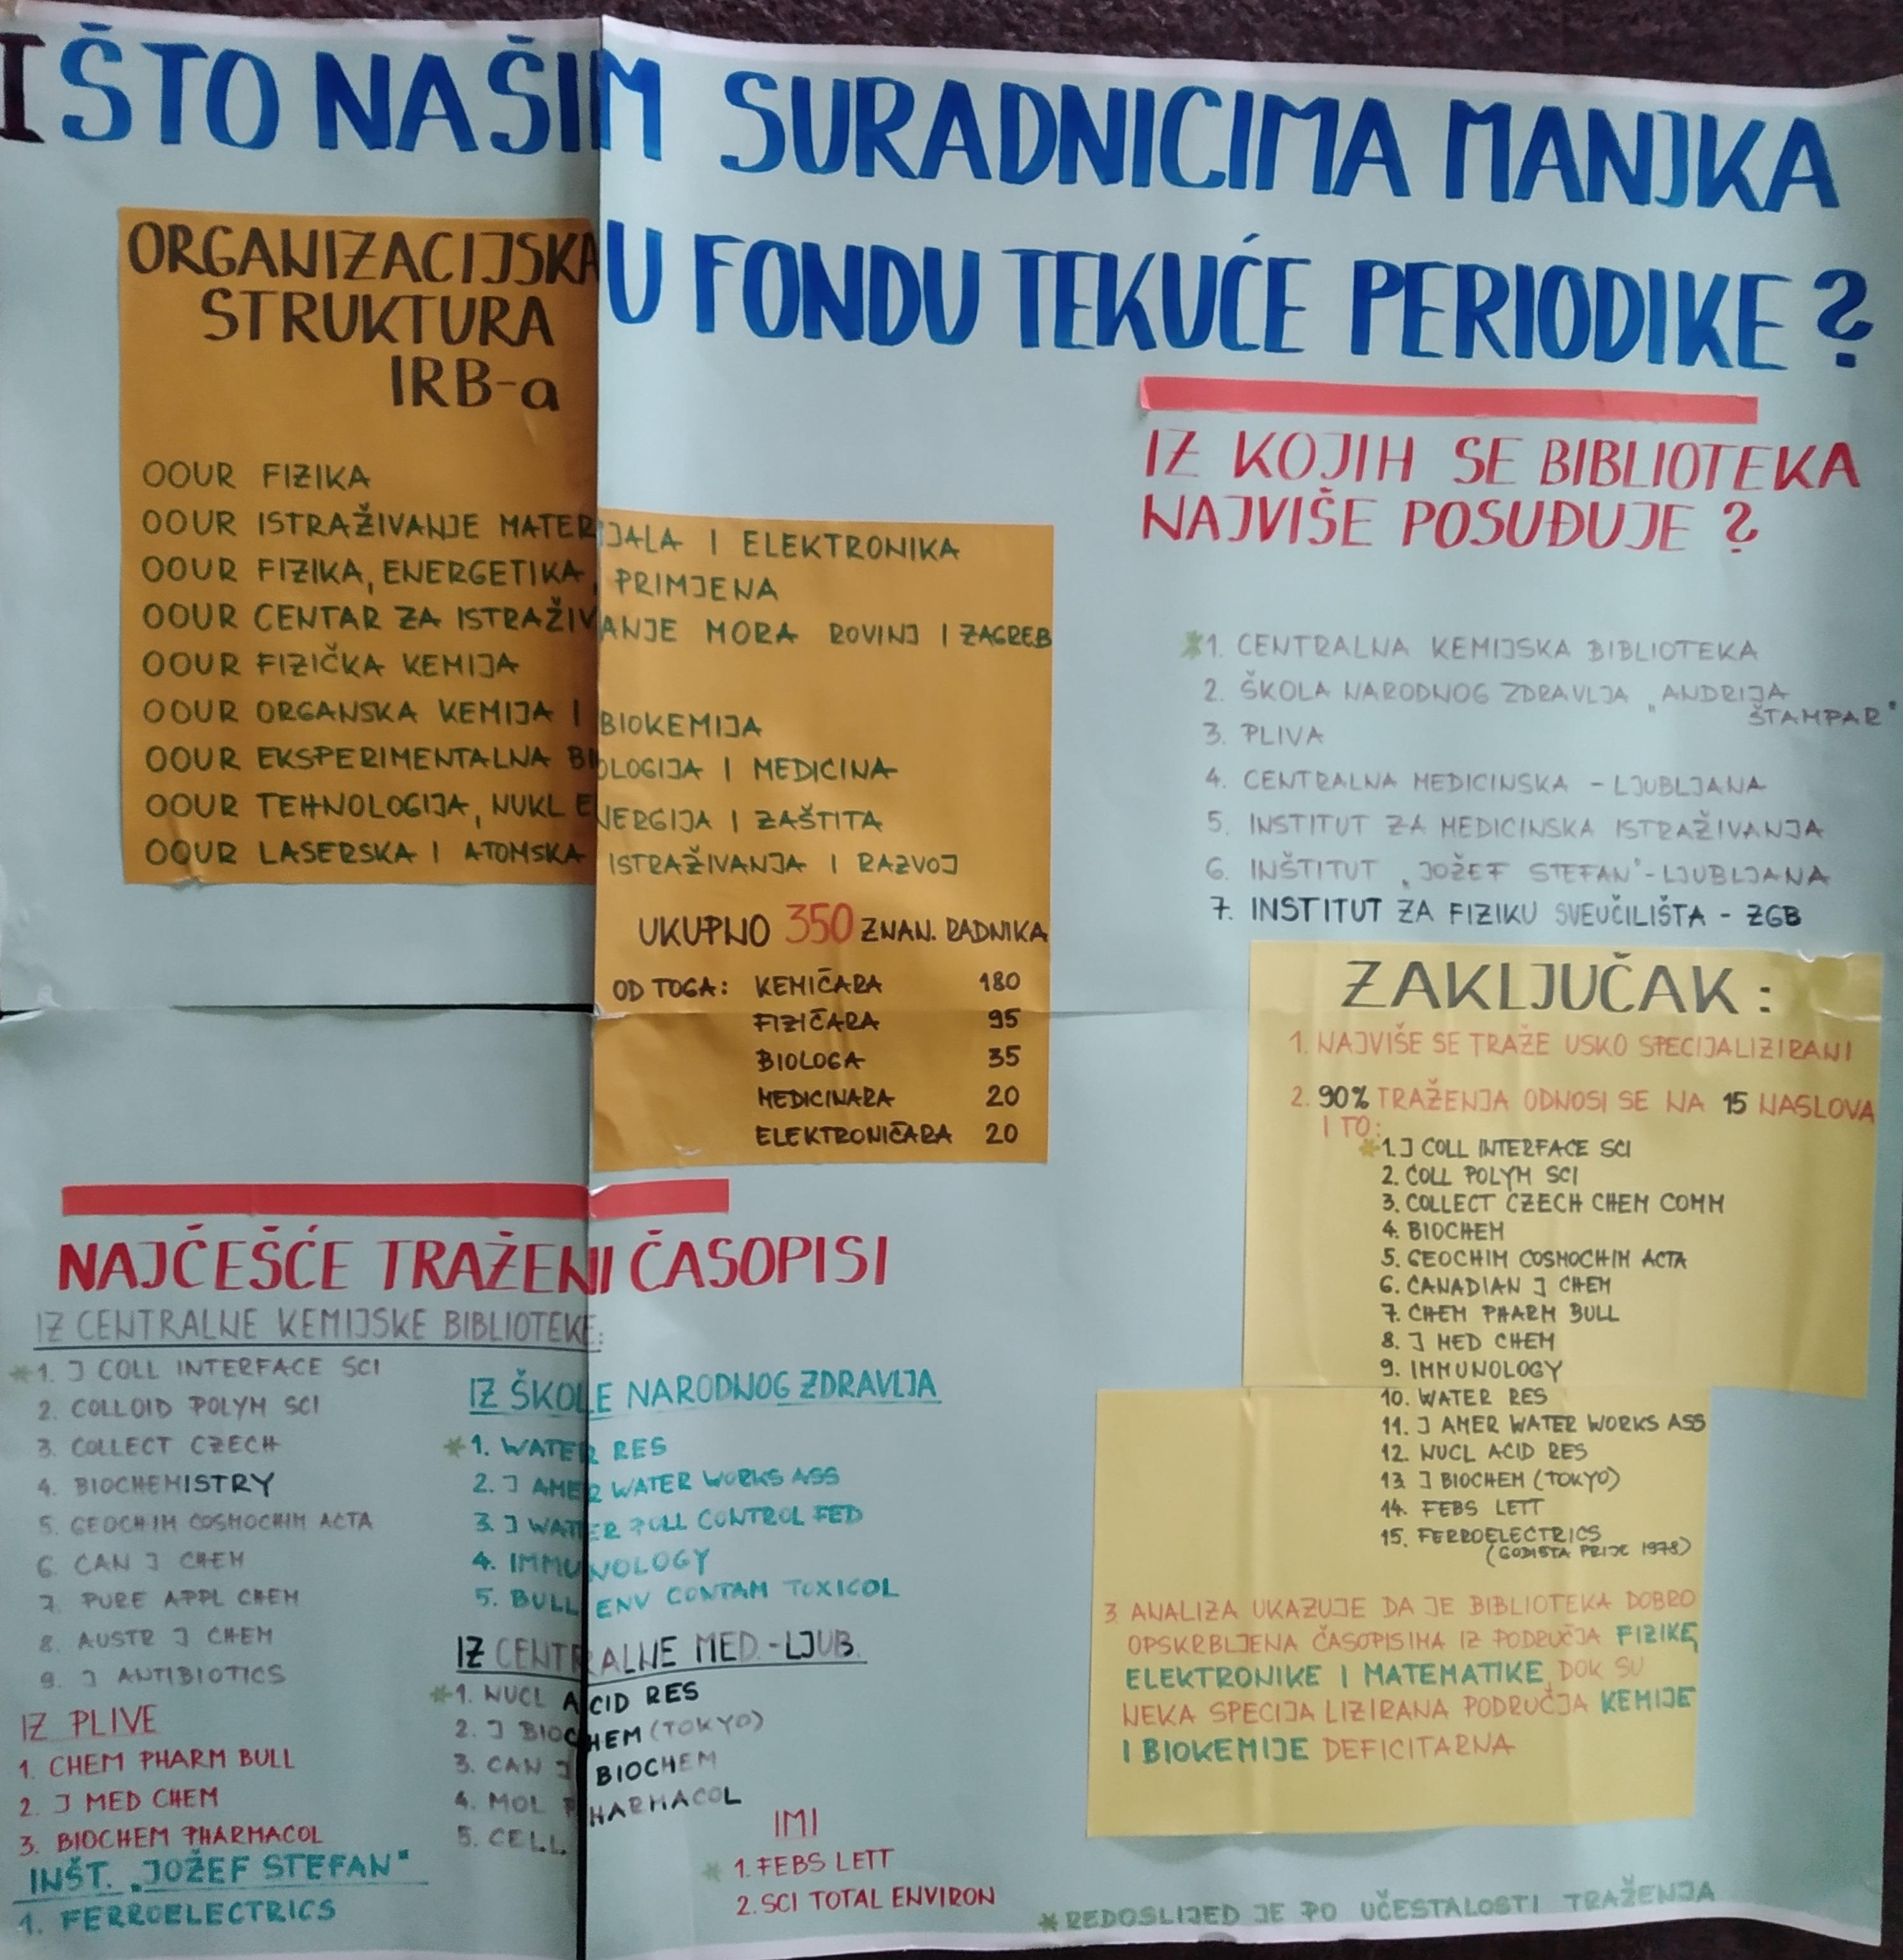 I ŠTO NAŠIM SURADNICIMA MANJKA
U FONDU TEKUĆE PERIODIKE ?
ORGANIZACIJSKA
STRUKTURA
IRB-a
OOUR FIZIKA
OOUR ISTRAŽIVANJE MATERIJALA I ELEKTRONIKA
OOUR FIZIKA, ENERGETIKA, PRIMJENA
OOUR CENTAR ZA ISTRAŽIVANJE MORA ROVINJ I ZAGREB
OOUR FIZIČKA KEMIJA
OOUR ORGANSKA KEMIJA I BIOKEMIJA
OOUR EKSPERIMENTALNA BIOLOGIJA I MEDICINA
OOUR TEHNOLOGIJA, NUKL ENERGIJA I ZAŠTITA
OOUR LASERSKA I ATOMSKA ISTRAŽIVANJA I RAZVOJ
UKUPNO 350 ZNAN. RADNIKA
OD TOGA: KEMIČARA 180
FIZIČARA 95
BIOLOGA 35
MEDICINARA 20
ELEKTRONIČARA 20
IZ KOJIH SE BIBLIOTEKA
NAJVIŠE POSUĐUJE ?
*1. CENTRALNA KEMIJSKA BIBLIOTEKA
2. ŠKOLA NARODNOG ZDRAVLJA „ANDRIJA
ŠTAMPAR"
3. PLIVA
4. CENTRALNA MEDICINSKA - LJUBLJANA
5. INSTITUT ZA MEDICINSKA ISTRAŽIVANJA
6. INŠTITUT „JOŽEF STEFAN" - LJUBLJANA
7. INSTITUT ZA FIZIKU SVEUČILIŠTA - ZGB
NAJČEŠĆE TRAŽENI ČASOPISI
IZ CENTRALNE KEMIJSKE BIBLIOTEKE:
*1. J COLL INTERFACE SCI
2. COLLOID POLYM SCI
3. COLLECT CZECH
4. BIOCHEMISTRY
5. GEOCHIM COSMOCHIM ACTA
6. CAN J CHEM
7. PURE APPL CHEM
8. AUSTR J CHEM
9. J ANTIBIOTICS
IZ PLIVE
1. CHEM PHARM BULL
2. J MED CHEM
3. BIOCHEM PHARMACOL
INŠT. „JOŽEF STEFAN"
1. FERROELECTRICS
IZ ŠKOLE NARODNOG ZDRAVLJA
*1. WATER RES
2. J AMER WATER WORKS ASS
3. J WATER POLL CONTROL FED
4. IMMUNOLOGY
5. BULL ENV CONTAM TOXICOL
IZ CENTRALNE MED.-LJUB.
*1. NUCL ACID RES
2. J BIOCHEM (TOKYO)
3. CAN J BIOCHEM
4. MOL PHARMACOL
5. CELL
IMI
*1. FEBS LETT
2. SCI TOTAL ENVIRON
ZAKLJUČAK :
1. NAJVIŠE SE TRAŽE USKO SPECIJALIZIRANI
2. 90% TRAŽENJA ODNOSI SE NA 15 NASLOVA
I TO:
*1. J COLL INTERFACE SCI
2. COLL POLYM SCI
3. COLLECT CZECH CHEM COMM
4. BIOCHEM
5. GEOCHIM COSMOCHIM ACTA
6. CANADIAN J CHEM
7. CHEM PHARM BULL
8. J MED CHEM
9. IMMUNOLOGY
10. WATER RES
11. J AMER WATER WORKS ASS
12. NUCL ACID RES
13. J BIOCHEM (TOKYO)
14. FEBS LETT
15. FERROELECTRICS
(GODIŠTA PRIJE 1978)
3 ANALIZA UKAZUJE DA JE BIBLIOTEKA DOBRO
OPSKRBLJENA ČASOPISIMA IZ PODRUČJA FIZIKE,
ELEKTRONIKE I MATEMATIKE, DOK SU
NEKA SPECIJALIZIRANA PODRUČJA KEMIJE
I BIOKEMIJE DEFICITARNA
*REDOSLIJED JE PO UČESTALOSTI TRAŽENJA